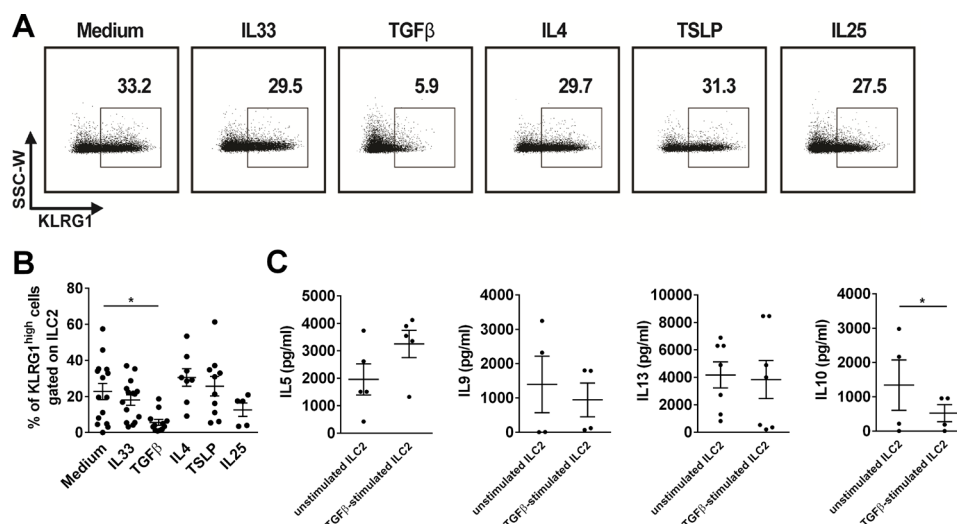 A
Medium IL33 TGFβ IL4 TSLP IL25
33.2 29.5 5.9 29.7 31.3 27.5
SSC-W
KLRG1
B
% of KLRG1high cells
gated on ILC2
80
60
40
20
0
*
Medium
IL33
TGFβ
IL4
TSLP
IL25
C
IL5 (pg/ml)
5000
4000
3000
2000
1000
0
unstimulated ILC2
TGFβ-stimulated ILC2
IL9 (pg/ml)
4000
3000
2000
1000
0
unstimulated ILC2
TGFβ-stimulated ILC2
IL13 (pg/ml)
10000
8000
6000
4000
2000
0
unstimulated ILC2
TGFβ-stimulated ILC2
IL10 (pg/ml)
4000
3000
2000
1000
0
*
unstimulated ILC2
TGFβ-stimulated ILC2